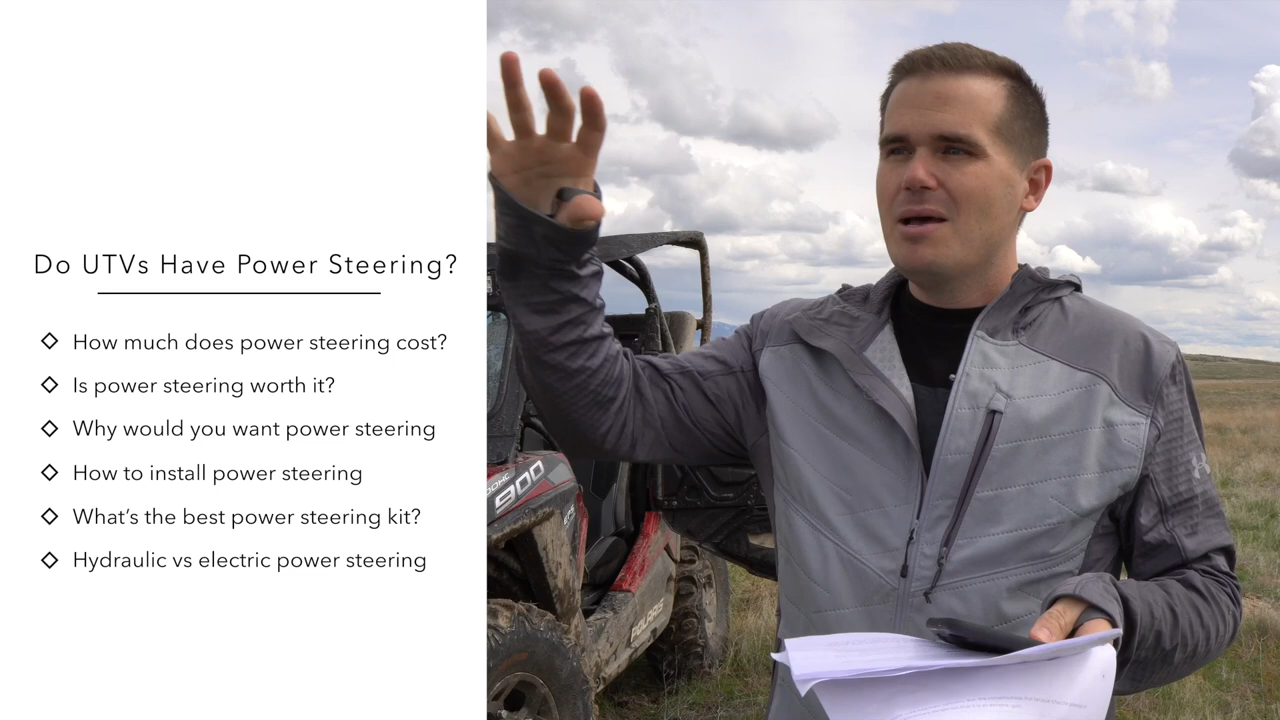 Do UTVs Have Power Steering?
How much does power steering cost?
Is power steering worth it?
Why would you want power steering
How to install power steering
What's the best power steering kit?
Hydraulic vs electric power steering
900
POLARIS